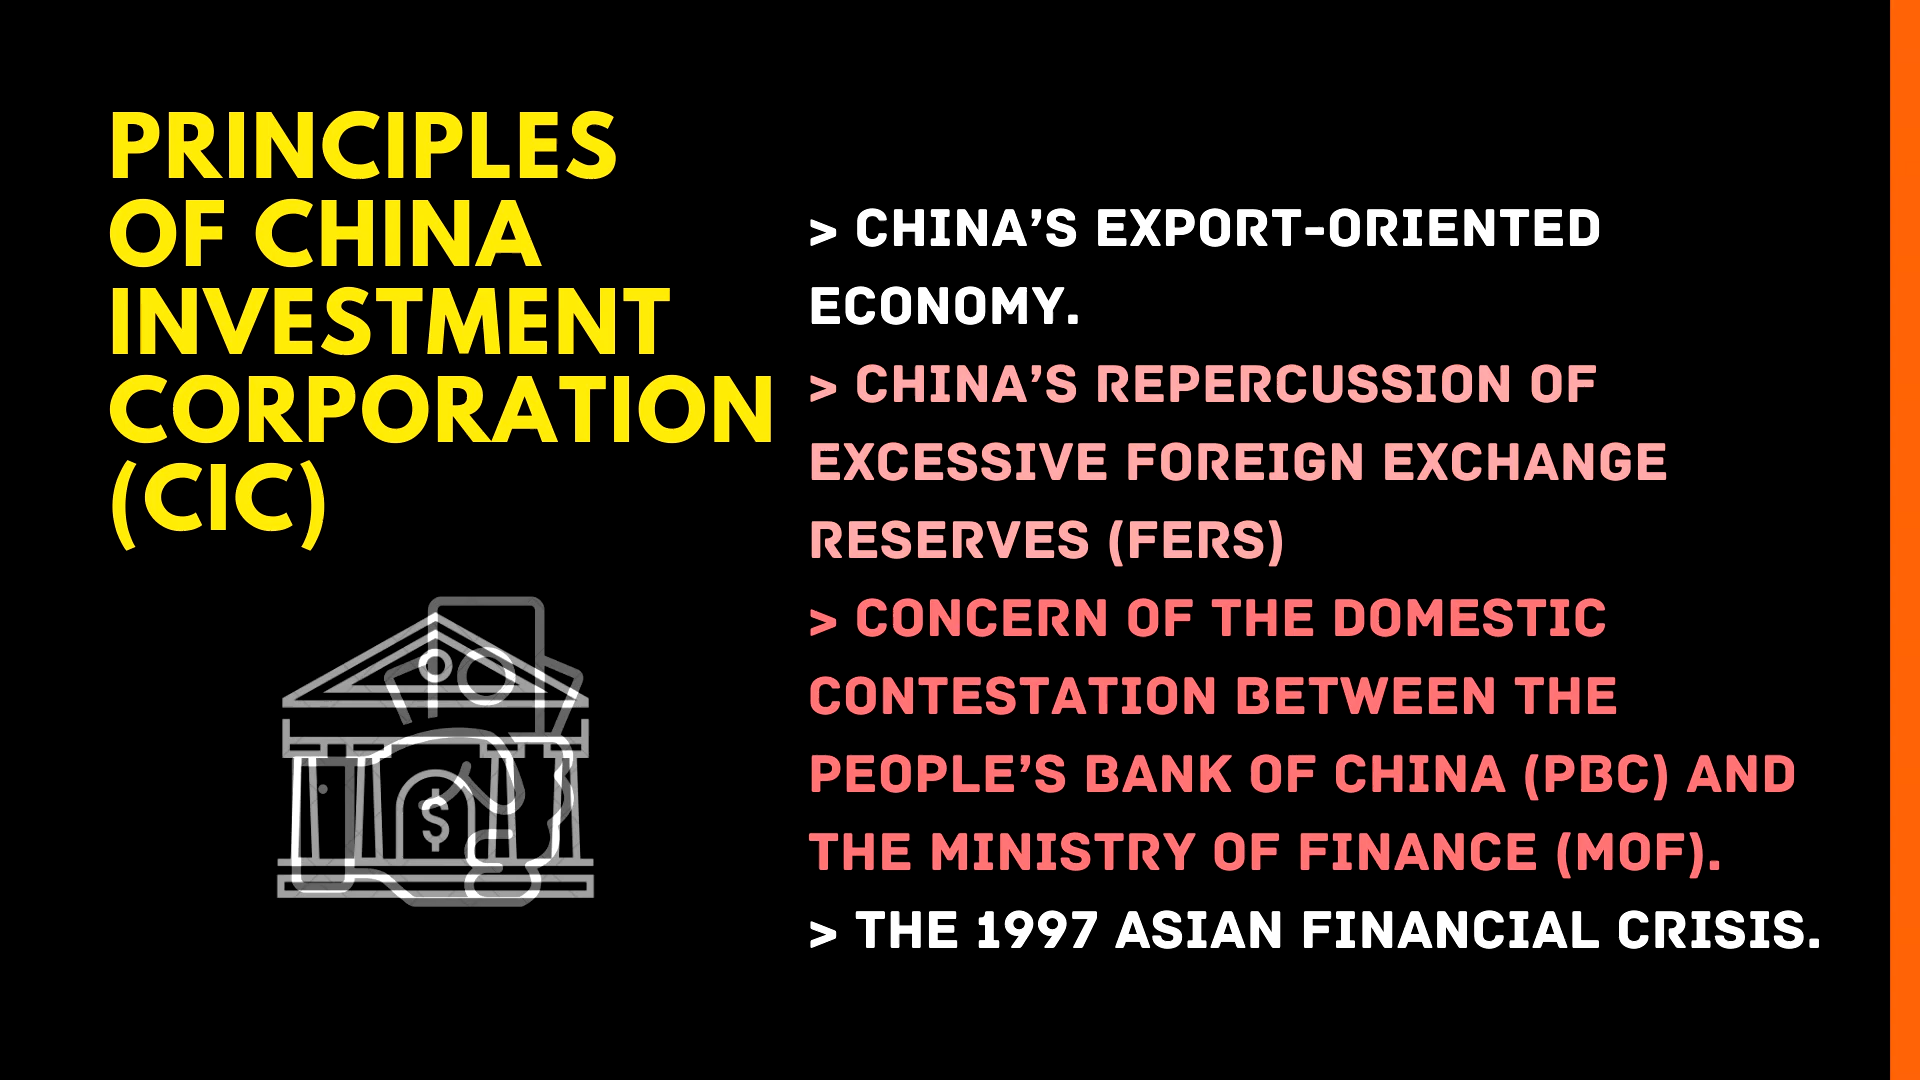 PRINCIPLES
OF CHINA
INVESTMENT
CORPORATION
(CIC)
> CHINA'S EXPORT-ORIENTED
ECONOMY.
> CHINA'S REPERCUSSION OF
EXCESSIVE FOREIGN EXCHANGE
RESERVES (FERS)
> CONCERN OF THE DOMESTIC
CONTESTATION BETWEEN THE
PEOPLE'S BANK OF CHINA (PBC) AND
THE MINISTRY OF FINANCE (MOF).
> THE 1997 ASIAN FINANCIAL CRISIS.
$